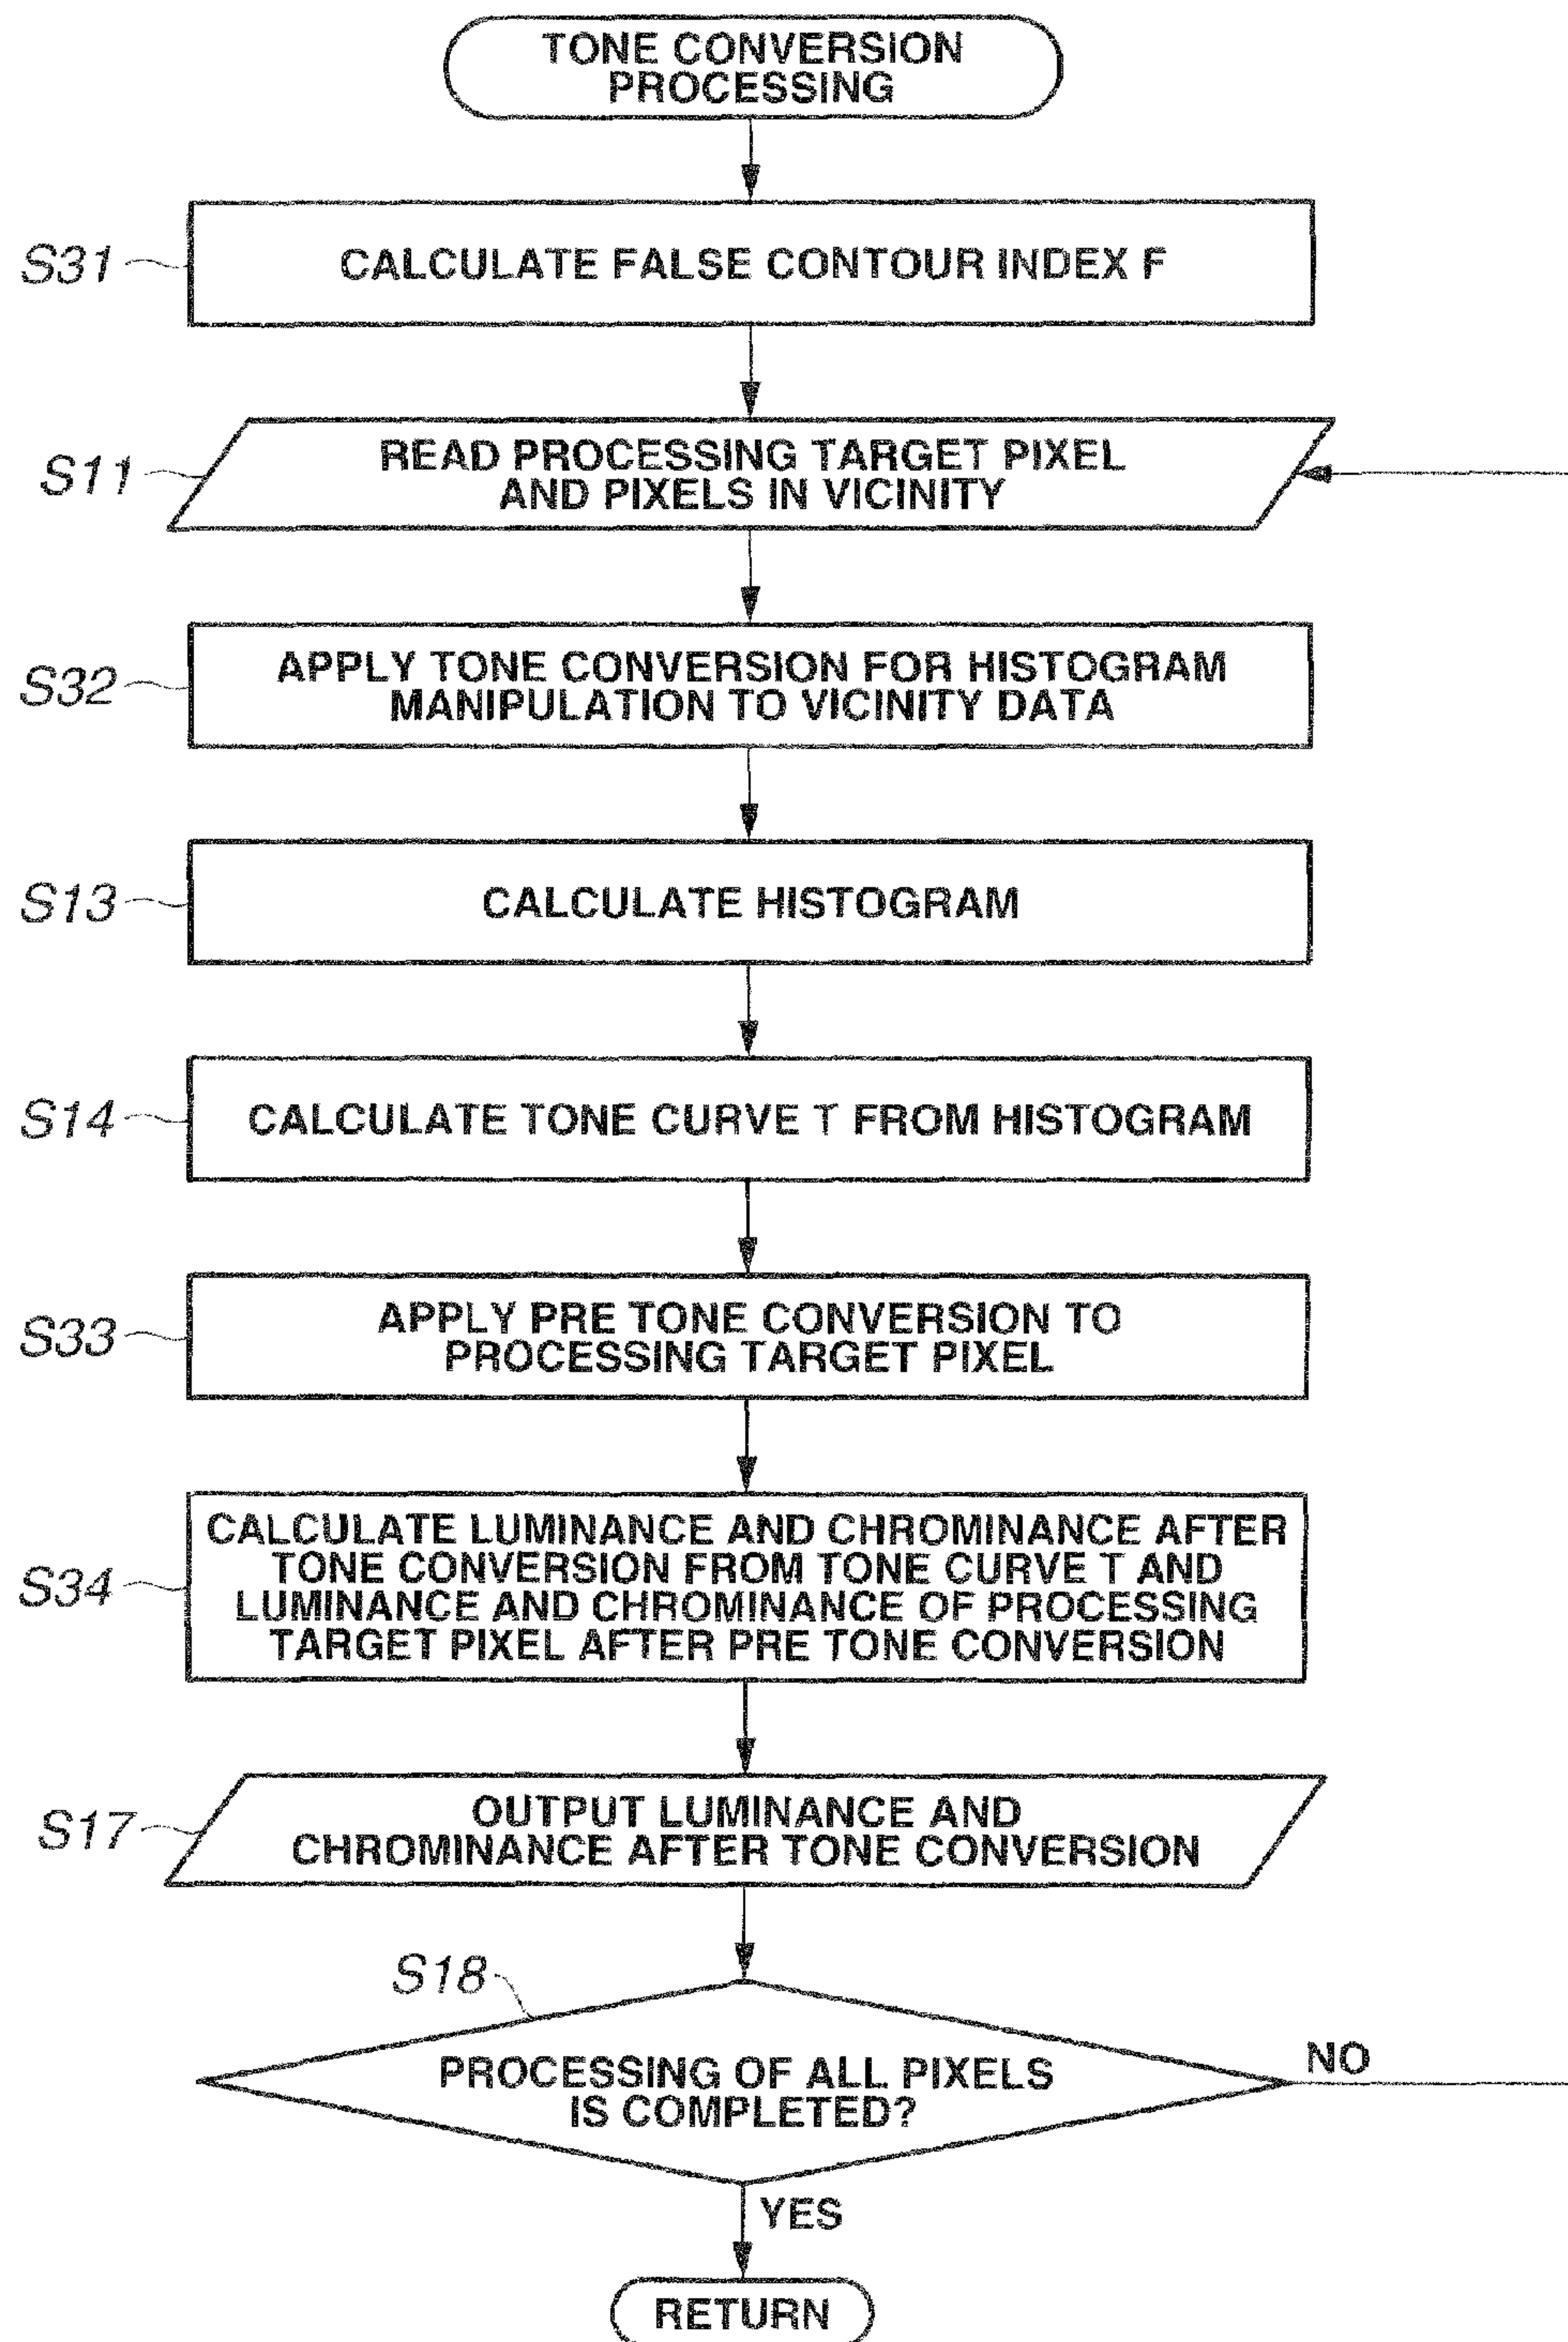 TONE CONVERSION
PROCESSING
S31
CALCULATE FALSE CONTOUR INDEX F
S11
READ PROCESSING TARGET PIXEL
AND PIXELS IN VICINITY
S32
APPLY TONE CONVERSION FOR HISTOGRAM
MANIPULATION TO VICINITY DATA
S13
CALCULATE HISTOGRAM
S14
CALCULATE TONE CURVE T FROM HISTOGRAM
S33
APPLY PRE TONE CONVERSION TO
PROCESSING TARGET PIXEL
S34
CALCULATE LUMINANCE AND CHROMINANCE AFTER
TONE CONVERSION FROM TONE CURVE T AND
LUMINANCE AND CHROMINANCE OF PROCESSING
TARGET PIXEL AFTER PRE TONE CONVERSION
S17
OUTPUT LUMINANCE AND
CHROMINANCE AFTER TONE CONVERSION
S18
PROCESSING OF ALL PIXELS
IS COMPLETED?
NO
YES
RETURN